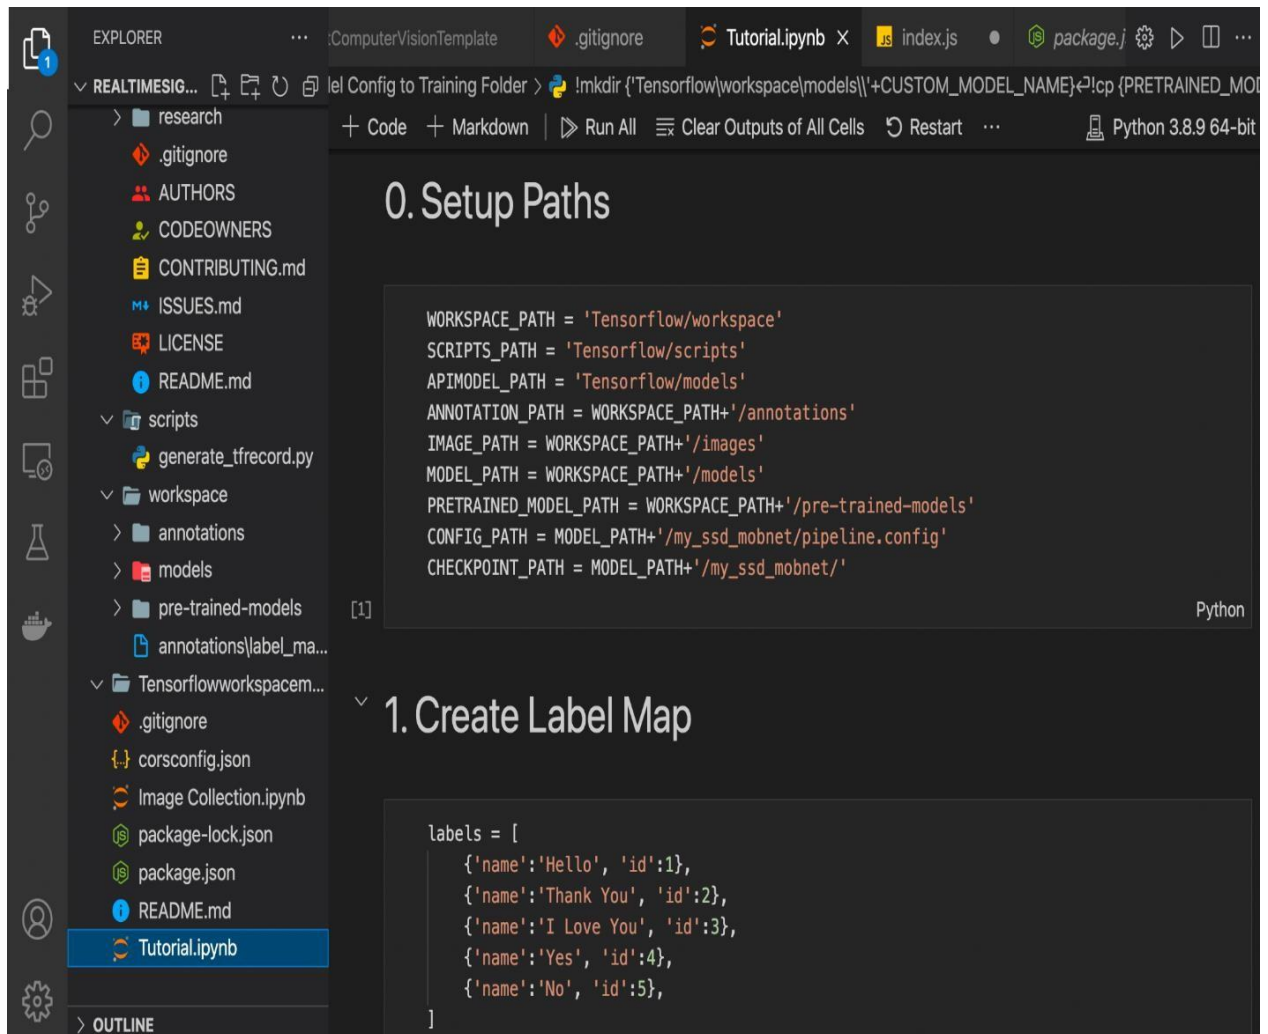 EXPLORER ···
1
REALTIMESIG...
research
.gitignore
AUTHORS
CODEOWNERS
CONTRIBUTING.md
M↓ ISSUES.md
LICENSE
README.md
scripts
generate_tfrecord.py
workspace
annotations
models
pre-trained-models
annotations\label_ma...
Tensorflowworkspacem...
.gitignore
{..} corsconfig.json
Image Collection.ipynb
package-lock.json
package.json
README.md
Tutorial.ipynb
OUTLINE
:ComputerVisionTemplate .gitignore Tutorial.ipynb × JS index.js ● package.j ···
lel Config to Training Folder > !mkdir {'Tensorflow\workspace\models\\'+CUSTOM_MODEL_NAME}↵!cp {PRETRAINED_MOD
+ Code + Markdown | Run All Clear Outputs of All Cells Restart ··· Python 3.8.9 64-bit
0. Setup Paths
WORKSPACE_PATH = 'Tensorflow/workspace'
SCRIPTS_PATH = 'Tensorflow/scripts'
APIMODEL_PATH = 'Tensorflow/models'
ANNOTATION_PATH = WORKSPACE_PATH+'/annotations'
IMAGE_PATH = WORKSPACE_PATH+'/images'
MODEL_PATH = WORKSPACE_PATH+'/models'
PRETRAINED_MODEL_PATH = WORKSPACE_PATH+'/pre-trained-models'
CONFIG_PATH = MODEL_PATH+'/my_ssd_mobnet/pipeline.config'
CHECKPOINT_PATH = MODEL_PATH+'/my_ssd_mobnet/'
[1] Python
1. Create Label Map
labels = [
{'name':'Hello', 'id':1},
{'name':'Thank You', 'id':2},
{'name':'I Love You', 'id':3},
{'name':'Yes', 'id':4},
{'name':'No', 'id':5},
]